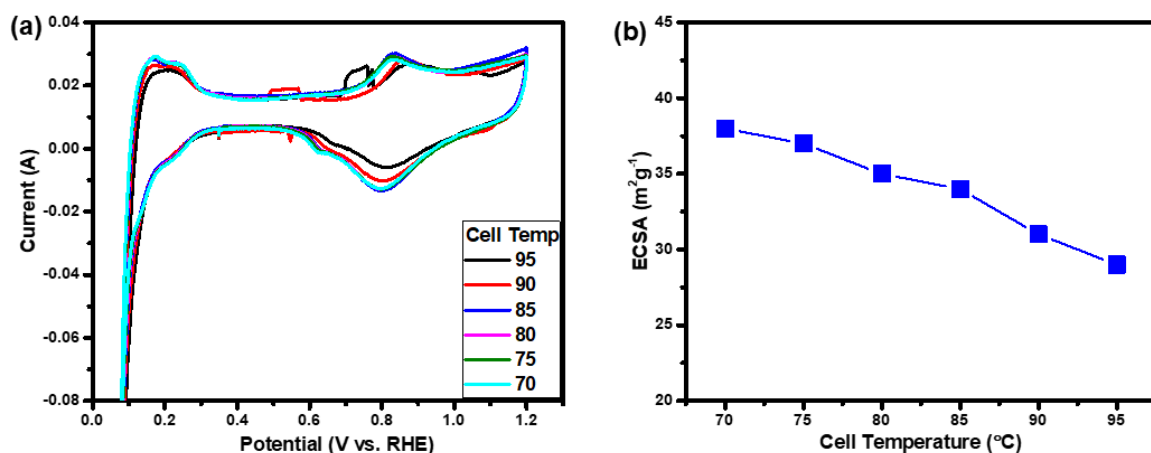 (a)
0.04
0.02
0.00
-0.02
-0.04
-0.06
-0.08
Current (A)
0.0 0.2 0.4 0.6 0.8 1.0 1.2
Potential (V vs. RHE)
Cell Temp
95
90
85
80
75
70
(b)
50
45
40
35
30
25
20
ECSA (m²g⁻¹)
70 75 80 85 90 95
Cell Temperature (°C)